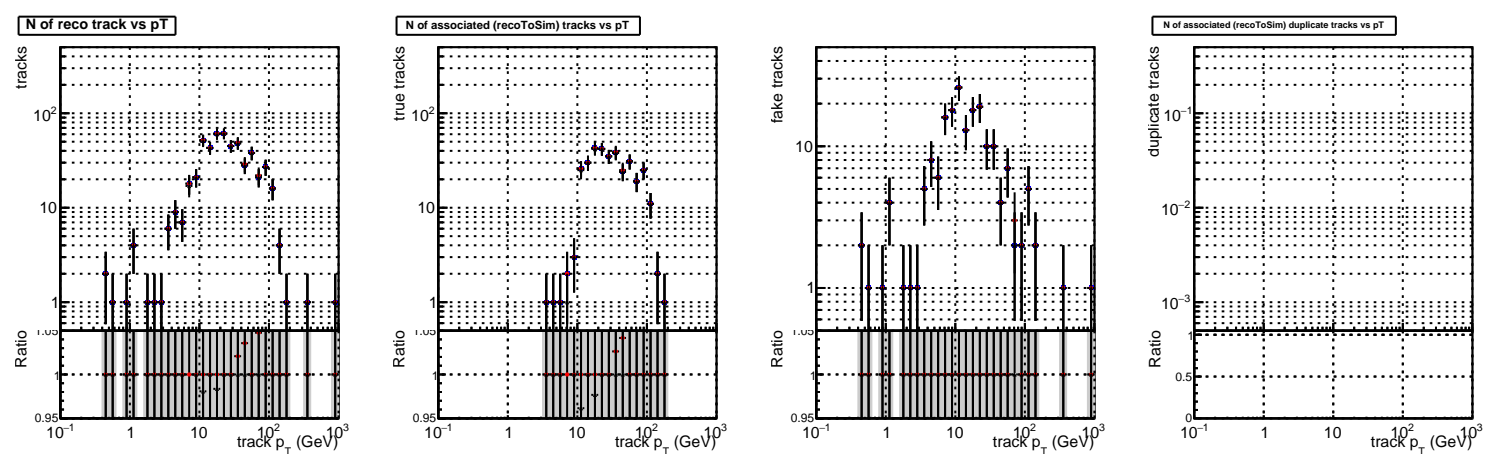 N of reco track vs pT
tracks
10²
10
1
Ratio
1.05
1
0.95
10⁻¹ 1 10 10² 10³
track p_T (GeV)
N of associated (recoToSim) tracks vs pT
true tracks
10²
10
1
Ratio
1.05
1
0.95
10⁻¹ 1 10 10² 10³
track p_T (GeV)
fake tracks
10
1
Ratio
1.05
1
0.95
10⁻¹ 1 10 10² 10³
track p_T (GeV)
N of associated (recoToSim) duplicate tracks vs pT
duplicate tracks
10⁻¹
10⁻²
10⁻³
Ratio
1
0.5
0
10⁻¹ 1 10 10² 10³
track p_T (GeV)